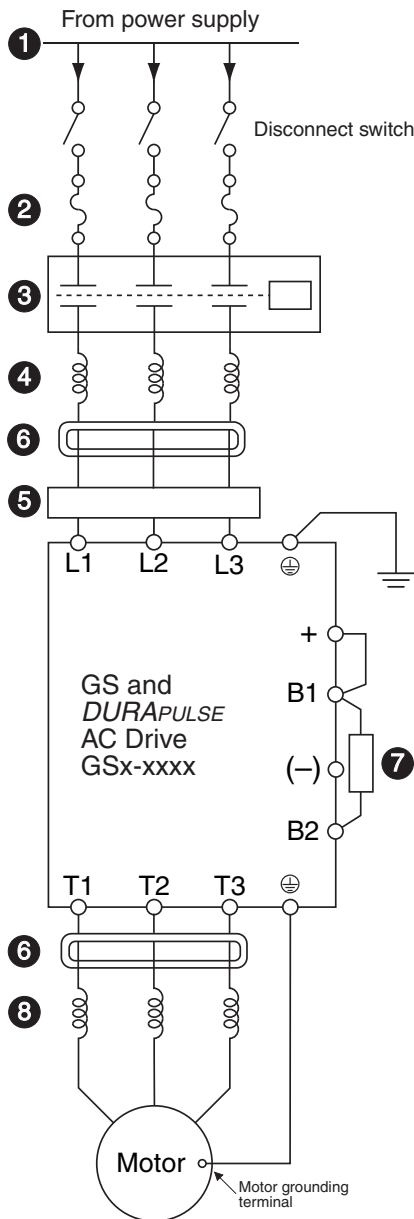 From power supply
1
Disconnect switch
2
3
4
6
5
L1 L2 L3
+
GS and
DURAPULSE
AC Drive
GSx-xxxx
B1
(–)
7
B2
T1 T2 T3
6
8
Motor
Motor grounding
terminal